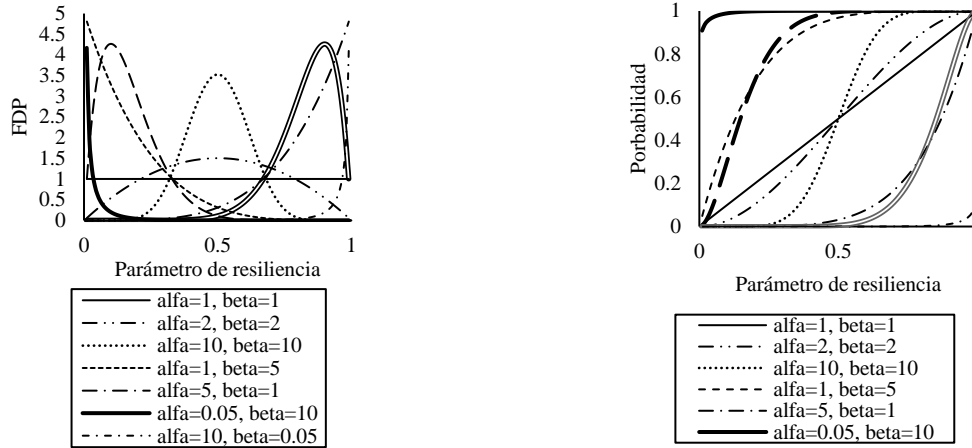 FDP
5
4.5
4
3.5
3
2.5
2
1.5
1
0.5
0
0 0.5 1
Parámetro de resiliencia
alfa=1, beta=1
alfa=2, beta=2
alfa=10, beta=10
alfa=1, beta=5
alfa=5, beta=1
alfa=0.05, beta=10
alfa=10, beta=0.05
Porbabilidad
1
0.8
0.6
0.4
0.2
0
0 0.5
Parámetro de resiliencia
alfa=1, beta=1
alfa=2, beta=2
alfa=10, beta=10
alfa=1, beta=5
alfa=5, beta=1
alfa=0.05, beta=10